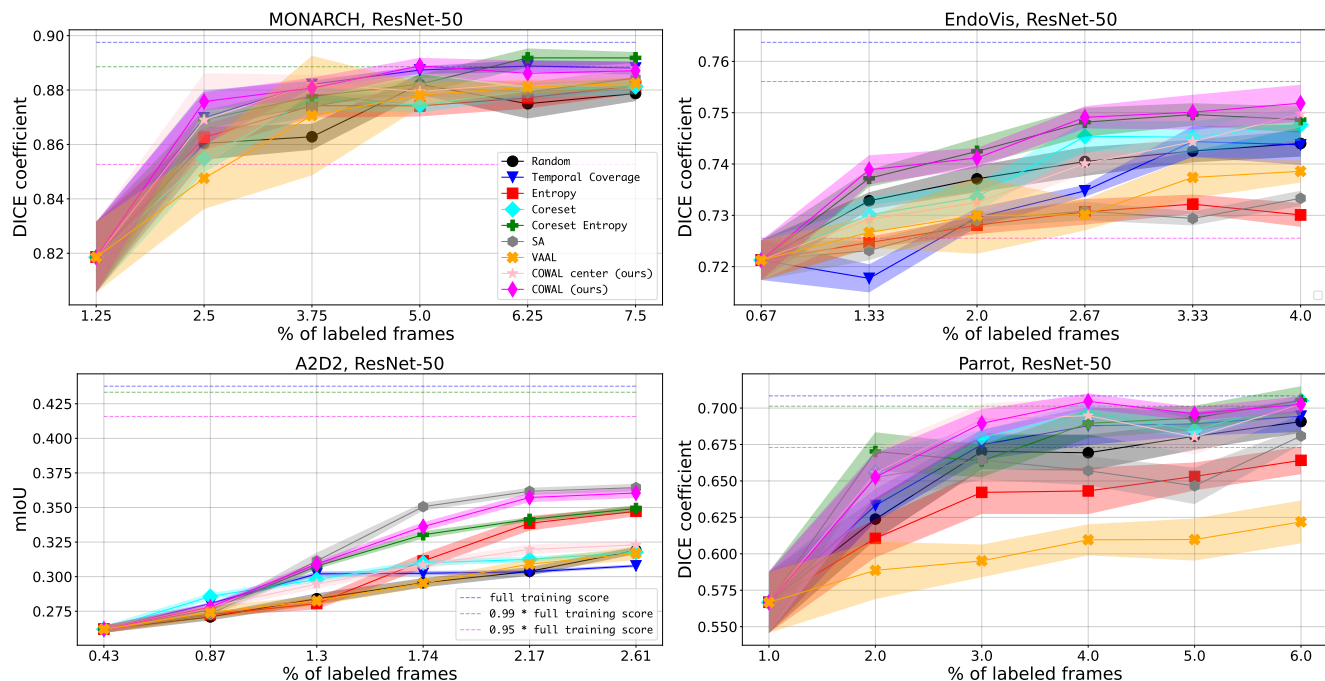 MONARCH, ResNet-50
0.90
0.88
0.86
0.84
0.82
DICE coefficient
Random
Temporal Coverage
Entropy
Coreset
Coreset Entropy
SA
VAAL
COWAL center (ours)
COWAL (ours)
1.25 2.5 3.75 5.0 6.25 7.5
% of labeled frames
EndoVis, ResNet-50
0.76
0.75
0.74
0.73
0.72
DICE coefficient
0.67 1.33 2.0 2.67 3.33 4.0
% of labeled frames
A2D2, ResNet-50
0.425
0.400
0.375
0.350
0.325
0.300
0.275
mIoU
full training score
0.99 * full training score
0.95 * full training score
0.43 0.87 1.3 1.74 2.17 2.61
% of labeled frames
Parrot, ResNet-50
0.700
0.675
0.650
0.625
0.600
0.575
0.550
DICE coefficient
1.0 2.0 3.0 4.0 5.0 6.0
% of labeled frames